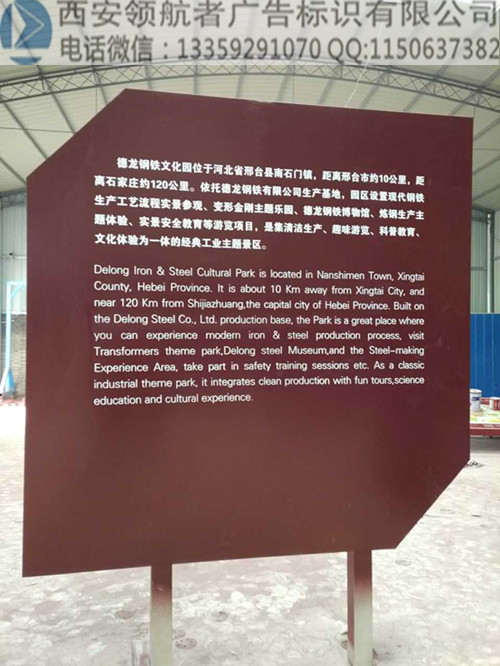 西安领航者广告标识有限公司
电话微信：13359291070 QQ:1150637382
德龙钢铁文化园位于河北省邢台县南石门镇，距离邢台市约10公里，距
离石家庄约120公里。依托德龙钢铁有限公司生产基地，园区设置现代钢铁
生产工艺流程实景参观、变形金刚主题乐园、德龙钢铁博物馆、炼钢生产主
题体验、实景安全教育等游览项目，是集清洁生产、趣味游览、科普教育、
文化体验为一体的经典工业主题景区。
Delong Iron & Steel Cultural Park is located in Nanshimen Town, Xingtai
County, Hebei Province. It is about 10 Km away from Xingtai City, and
near 120 Km from Shijiazhuang,the capital city of Hebei Province. Built on
the Delong Steel Co., Ltd. production base, the Park is a great place where
you can experience modern iron & steel production process, visit
Transformers theme park,Delong steel Museum,and the Steel-making
Experience Area, take part in safety training sessions etc. As a classic
industrial theme park, it integrates clean production with fun tours,science
education and cultural experience.